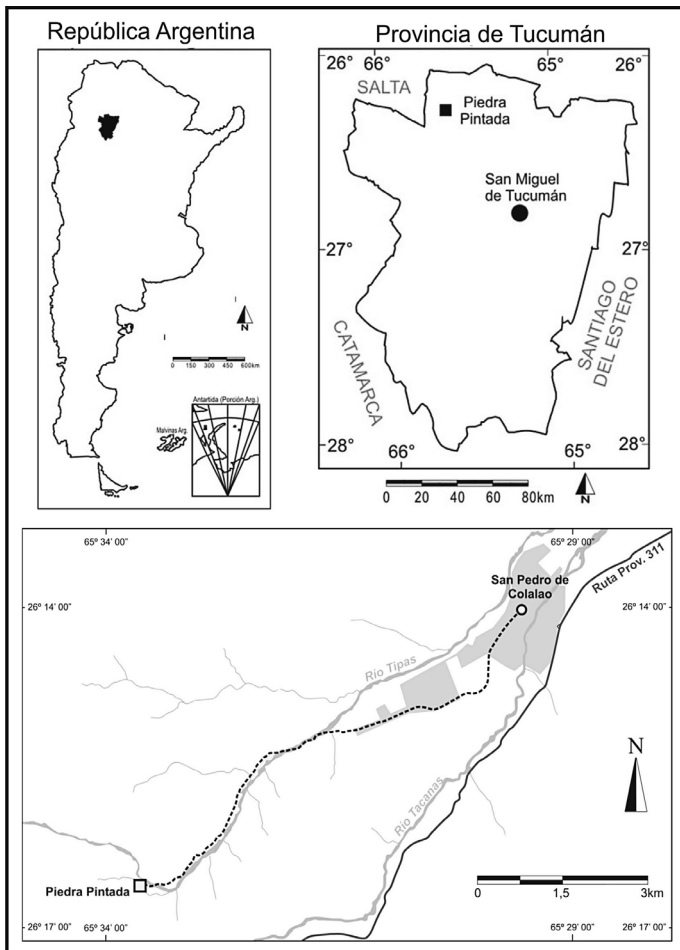 República Argentina
N
0 150 300 450 600km
Antartida (Porción Arg.)
Malvinas Arg.
Provincia de Tucumán
26° 66° 65° 26°
SALTA
Piedra
Pintada
San Miguel
de Tucumán
27° 27°
CATAMARCA
SANTIAGO
DEL ESTERO
28° 66° 65° 28°
0 20 40 60 80km
N
65° 34' 00" 65° 29' 00"
Ruta Prov. 311
San Pedro de
Colalao
26° 14' 00" 26° 14' 00"
Rio Tipas
N
Rio Tacanas
Piedra Pintada
0 1,5 3km
26° 17' 00" 65° 34' 00" 65° 29' 00" 26° 17' 00"